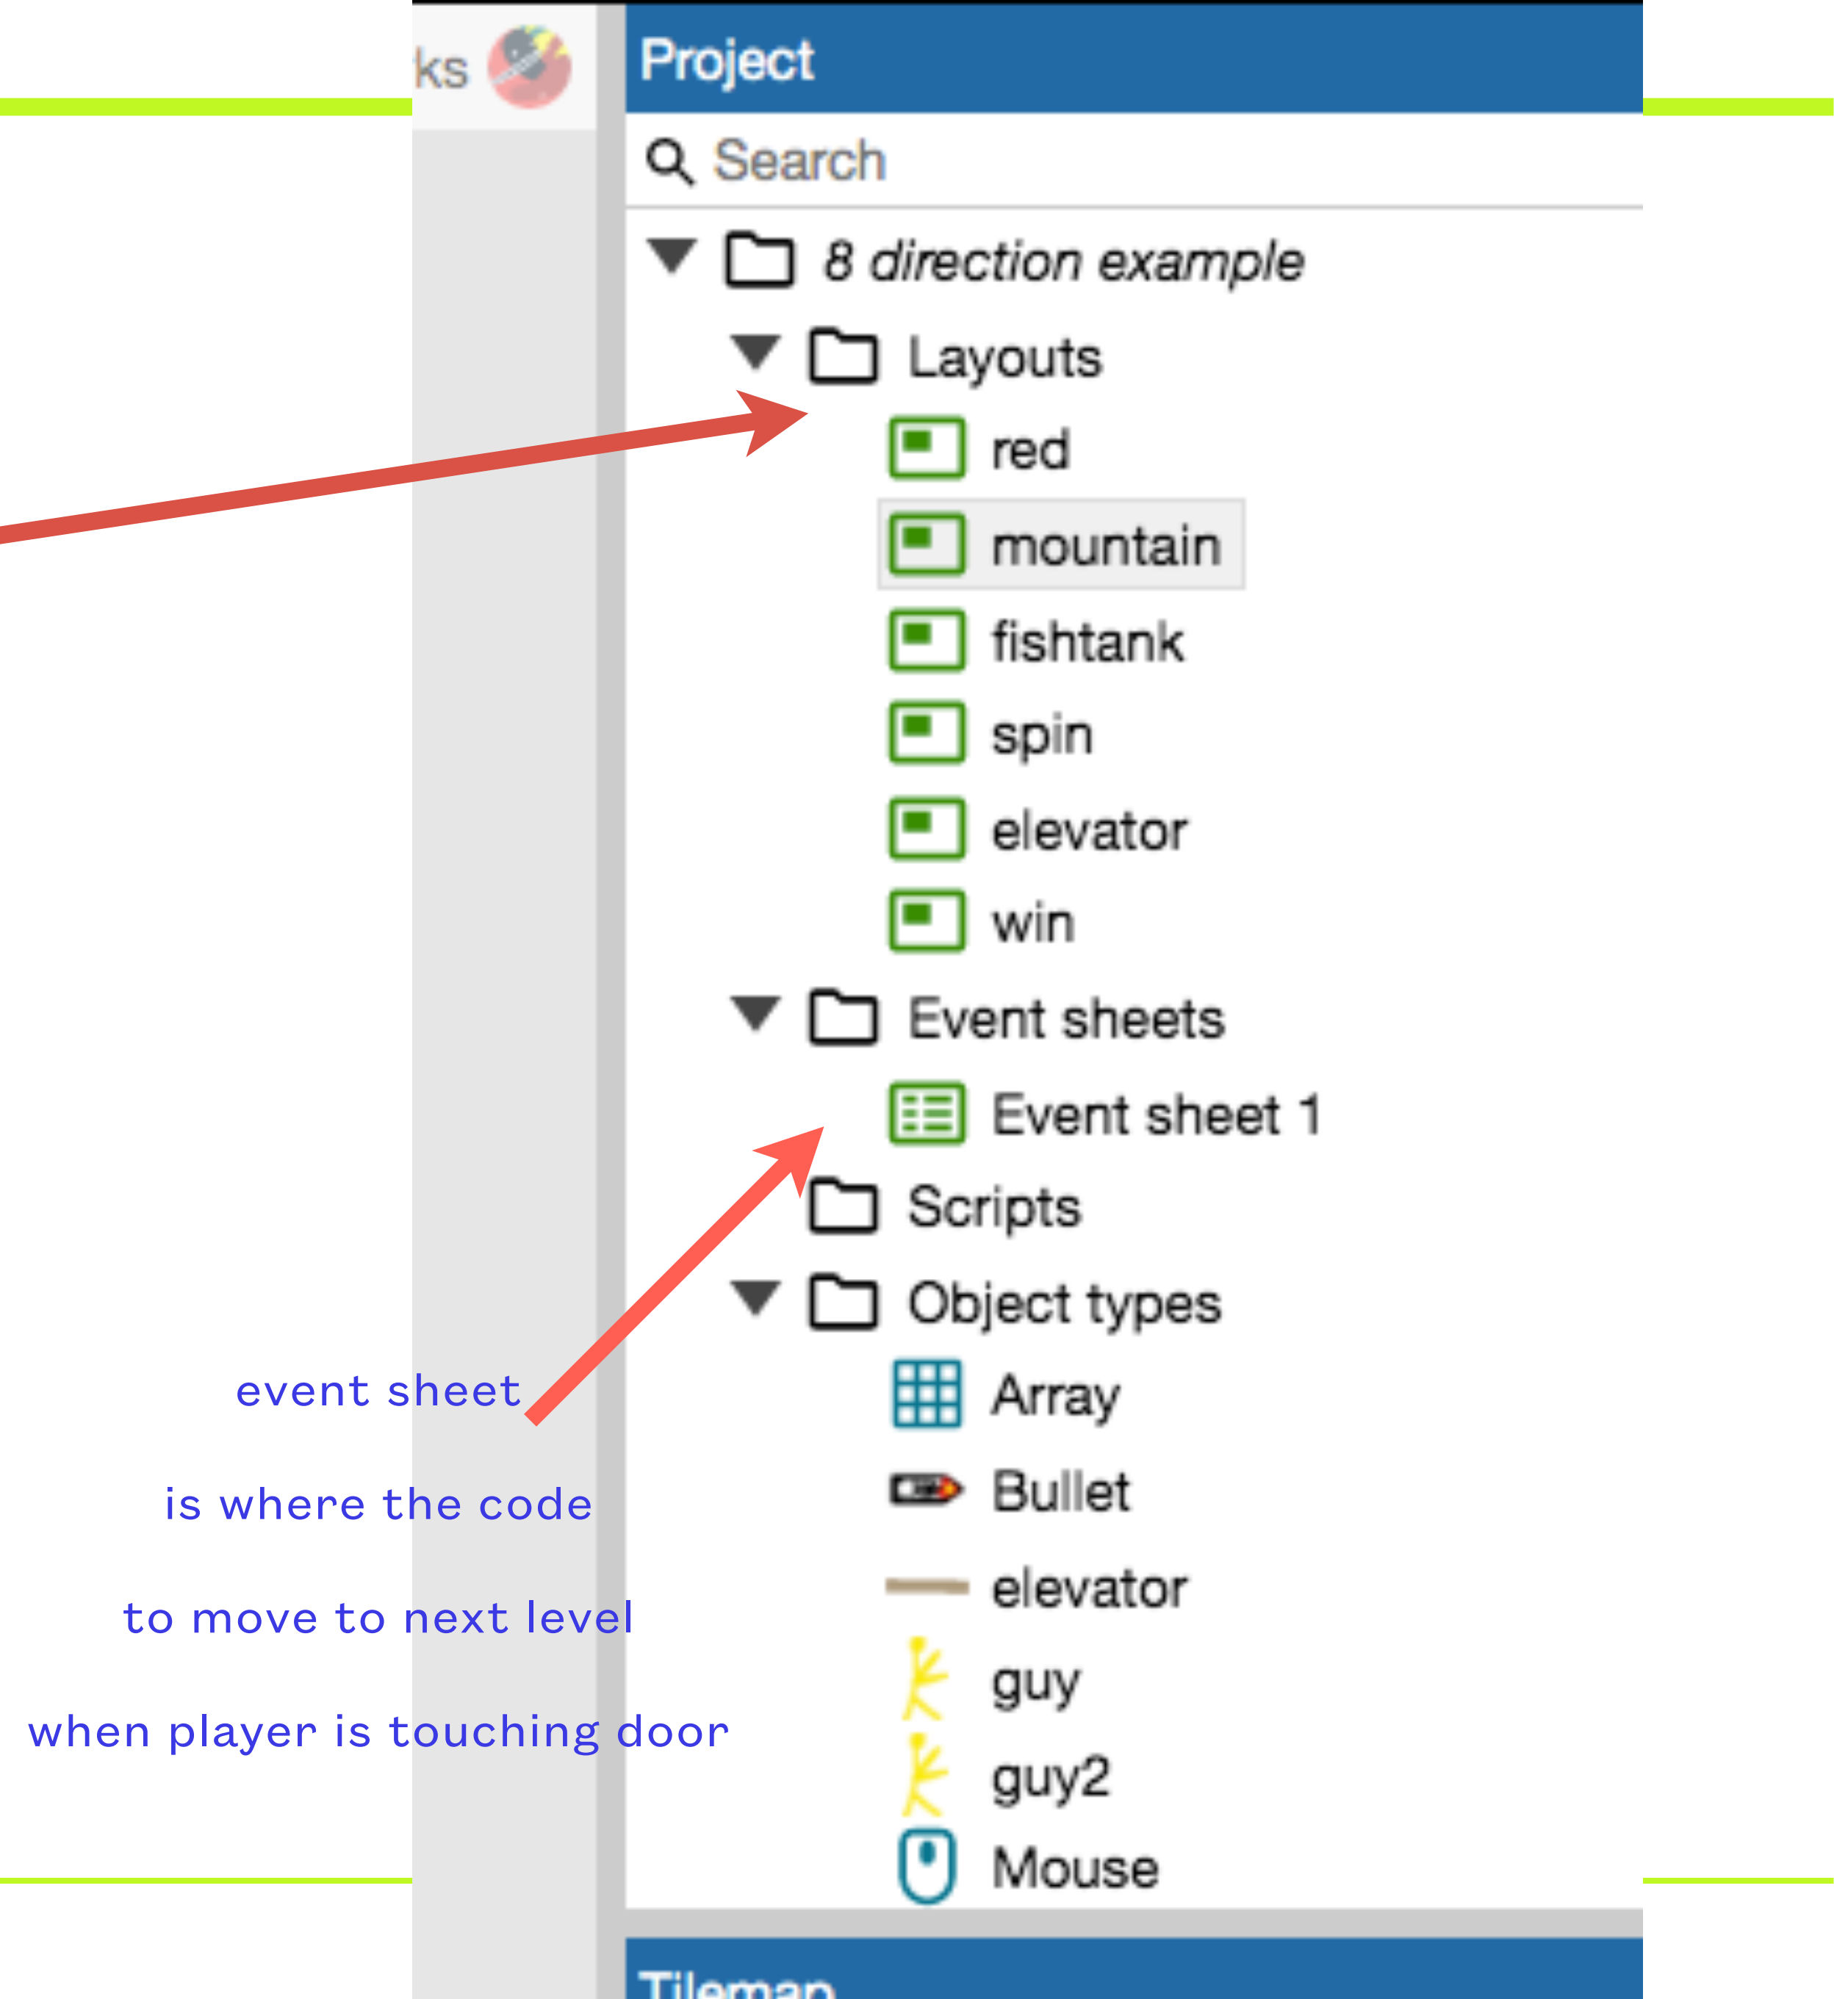 ks
Project
Search
8 direction example
Layouts
red
mountain
fishtank
spin
elevator
win
Event sheets
Event sheet 1
Scripts
Object types
Array
Bullet
elevator
guy
guy2
Mouse
Tilemap
event sheet
is where the code
to move to next level
when player is touching door